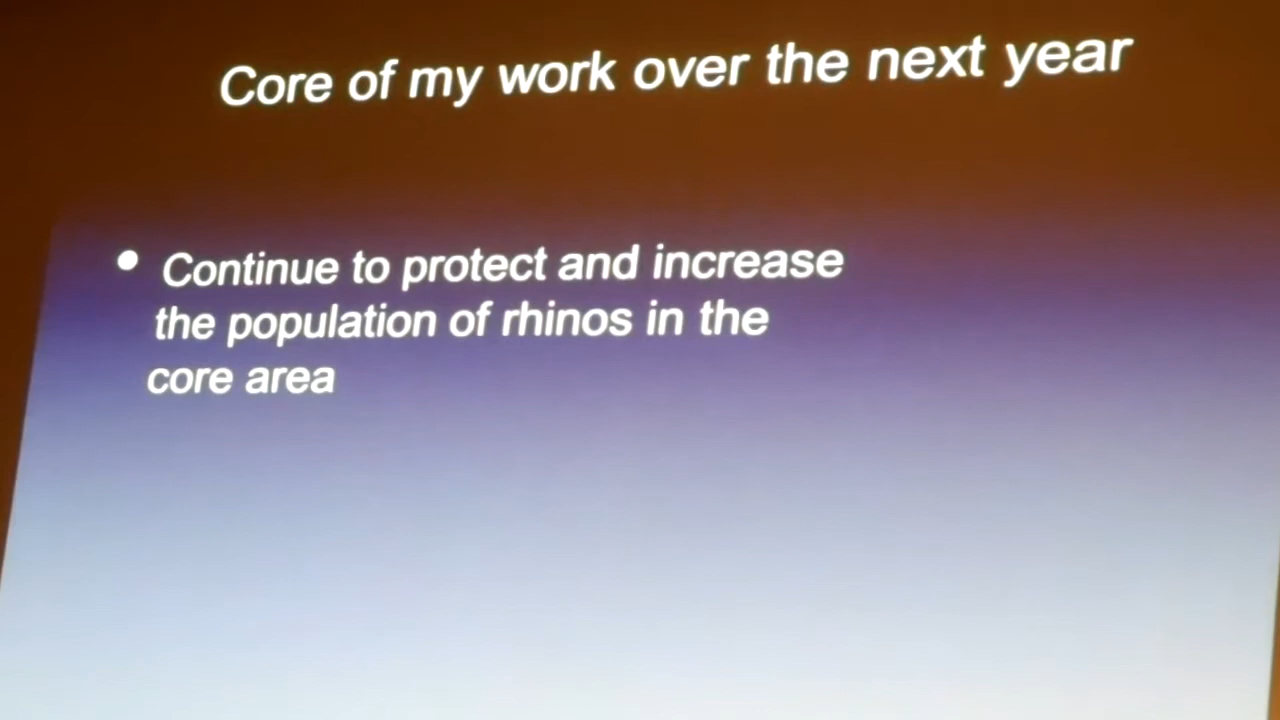 Core of my work over the next year
• Continue to protect and increase
the population of rhinos in the
core area